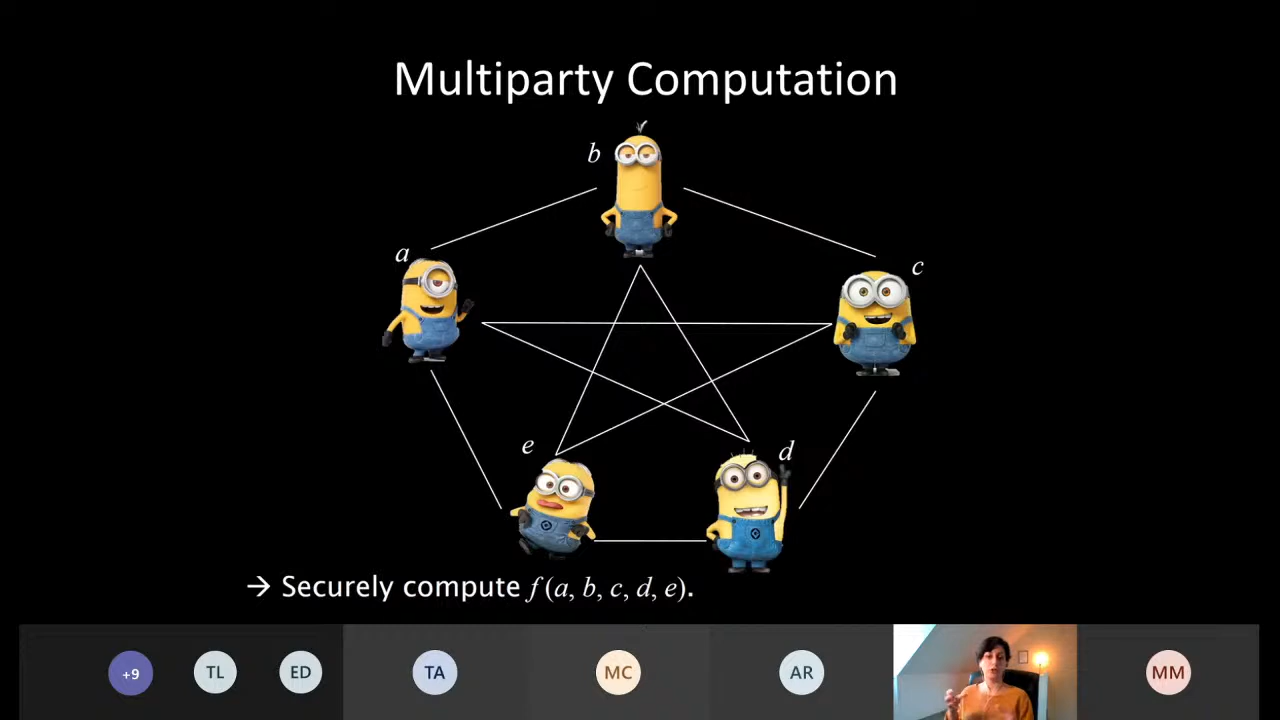 Multiparty Computation
b
a
c
e
d
→ Securely compute f (a, b, c, d, e).
+9
TL
ED
TA
MC
AR
MM